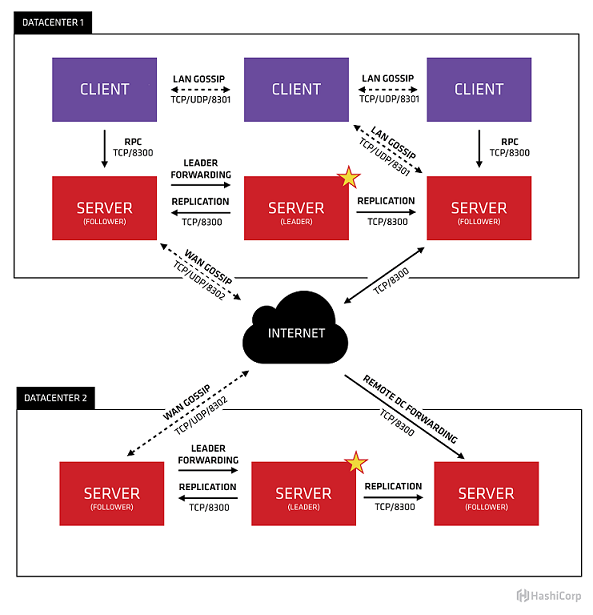 DATACENTER 1
CLIENT
LAN GOSSIP
TCP/UDP/8301
CLIENT
LAN GOSSIP
TCP/UDP/8301
CLIENT
RPC
TCP/8300
LAN GOSSIP
TCP/UDP/8301
RPC
TCP/8300
SERVER
(FOLLOWER)
LEADER
FORWARDING
REPLICATION
TCP/8300
SERVER
(LEADER)
REPLICATION
TCP/8300
SERVER
(FOLLOWER)
WAN GOSSIP
TCP/UDP/8302
TCP/8300
INTERNET
DATACENTER 2
WAN GOSSIP
TCP/UDP/8302
REMOTE DC FORWARDING
TCP/8300
SERVER
(FOLLOWER)
LEADER
FORWARDING
REPLICATION
TCP/8300
SERVER
(LEADER)
REPLICATION
TCP/8300
SERVER
(FOLLOWER)
HashiCorp